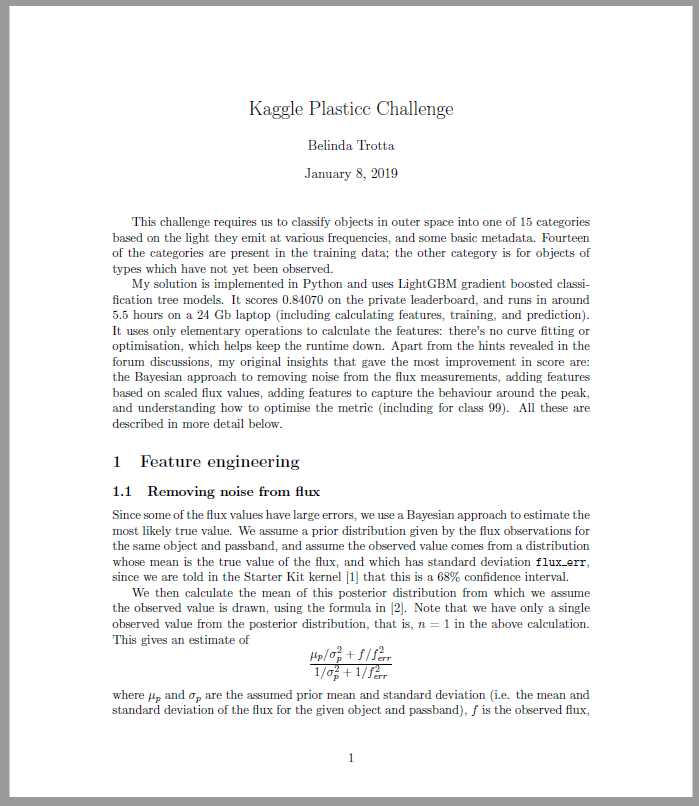 Kaggle Plasticc Challenge
Belinda Trotta
January 8, 2019
This challenge requires us to classify objects in outer space into one of 15 categories
based on the light they emit at various frequencies, and some basic metadata. Fourteen
of the categories are present in the training data; the other category is for objects of
types which have not yet been observed.
My solution is implemented in Python and uses LightGBM gradient boosted classi-
fication tree models. It scores 0.84070 on the private leaderboard, and runs in around
5.5 hours on a 24 Gb laptop (including calculating features, training, and prediction).
It uses only elementary operations to calculate the features: there's no curve fitting or
optimisation, which helps keep the runtime down. Apart from the hints revealed in the
forum discussions, my original insights that gave the most improvement in score are:
the Bayesian approach to removing noise from the flux measurements, adding features
based on scaled flux values, adding features to capture the behaviour around the peak,
and understanding how to optimise the metric (including for class 99). All these are
described in more detail below.
1 Feature engineering
1.1 Removing noise from flux
Since some of the flux values have large errors, we use a Bayesian approach to estimate the
most likely true value. We assume a prior distribution given by the flux observations for
the same object and passband, and assume the observed value comes from a distribution
whose mean is the true value of the flux, and which has standard deviation flux_err,
since we are told in the Starter Kit kernel [1] that this is a 68% confidence interval.
We then calculate the mean of this posterior distribution from which we assume
the observed value is drawn, using the formula in [2]. Note that we have only a single
observed value from the posterior distribution, that is, n = 1 in the above calculation.
This gives an estimate of
μ_p/σ_p^2 + f/f_err^2
1/σ_p^2 + 1/f_err^2
where μ_p and σ_p are the assumed prior mean and standard deviation (i.e. the mean and
standard deviation of the flux for the given object and passband), f is the observed flux,
1